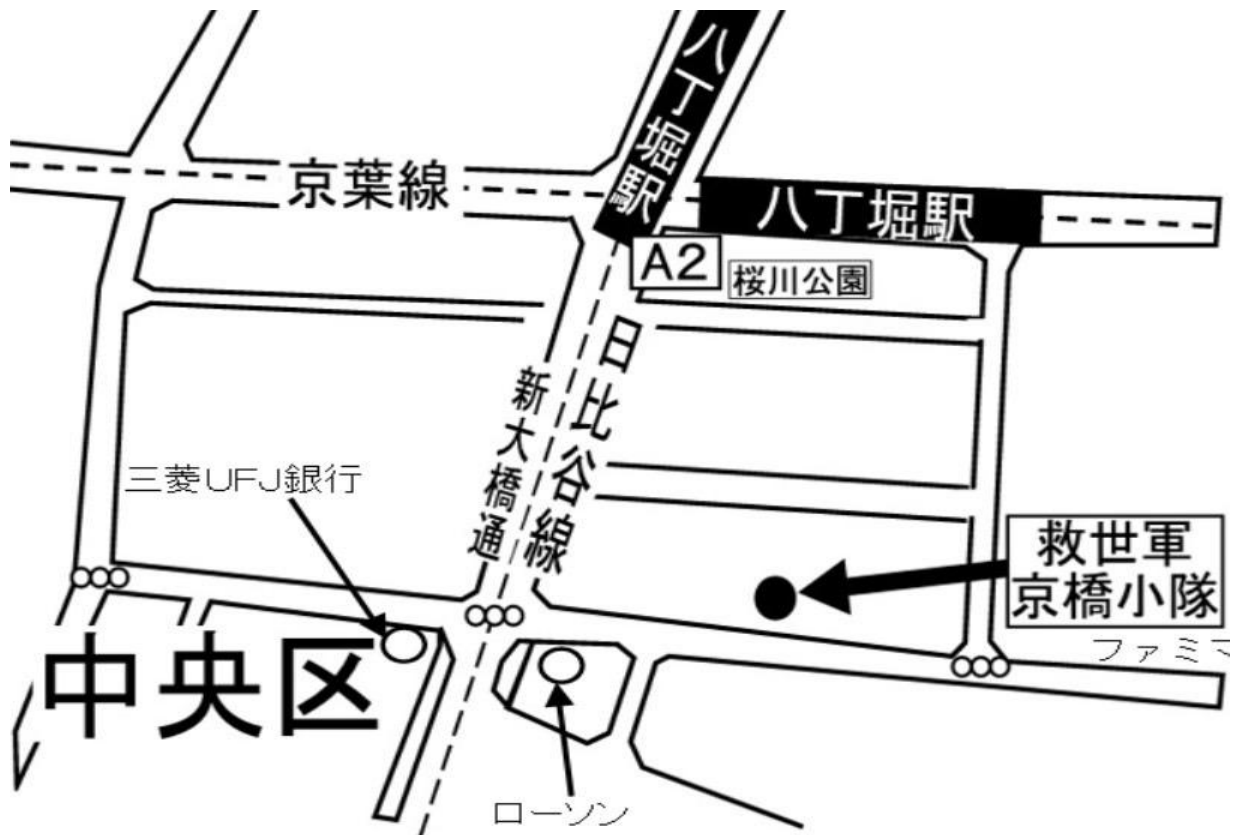 八丁堀駅
京葉線
八丁堀駅
A2
桜川公園
日比谷線
新大橋通
三菱UFJ銀行
救世軍
京橋小隊
ファミマ
中央区
ローソン